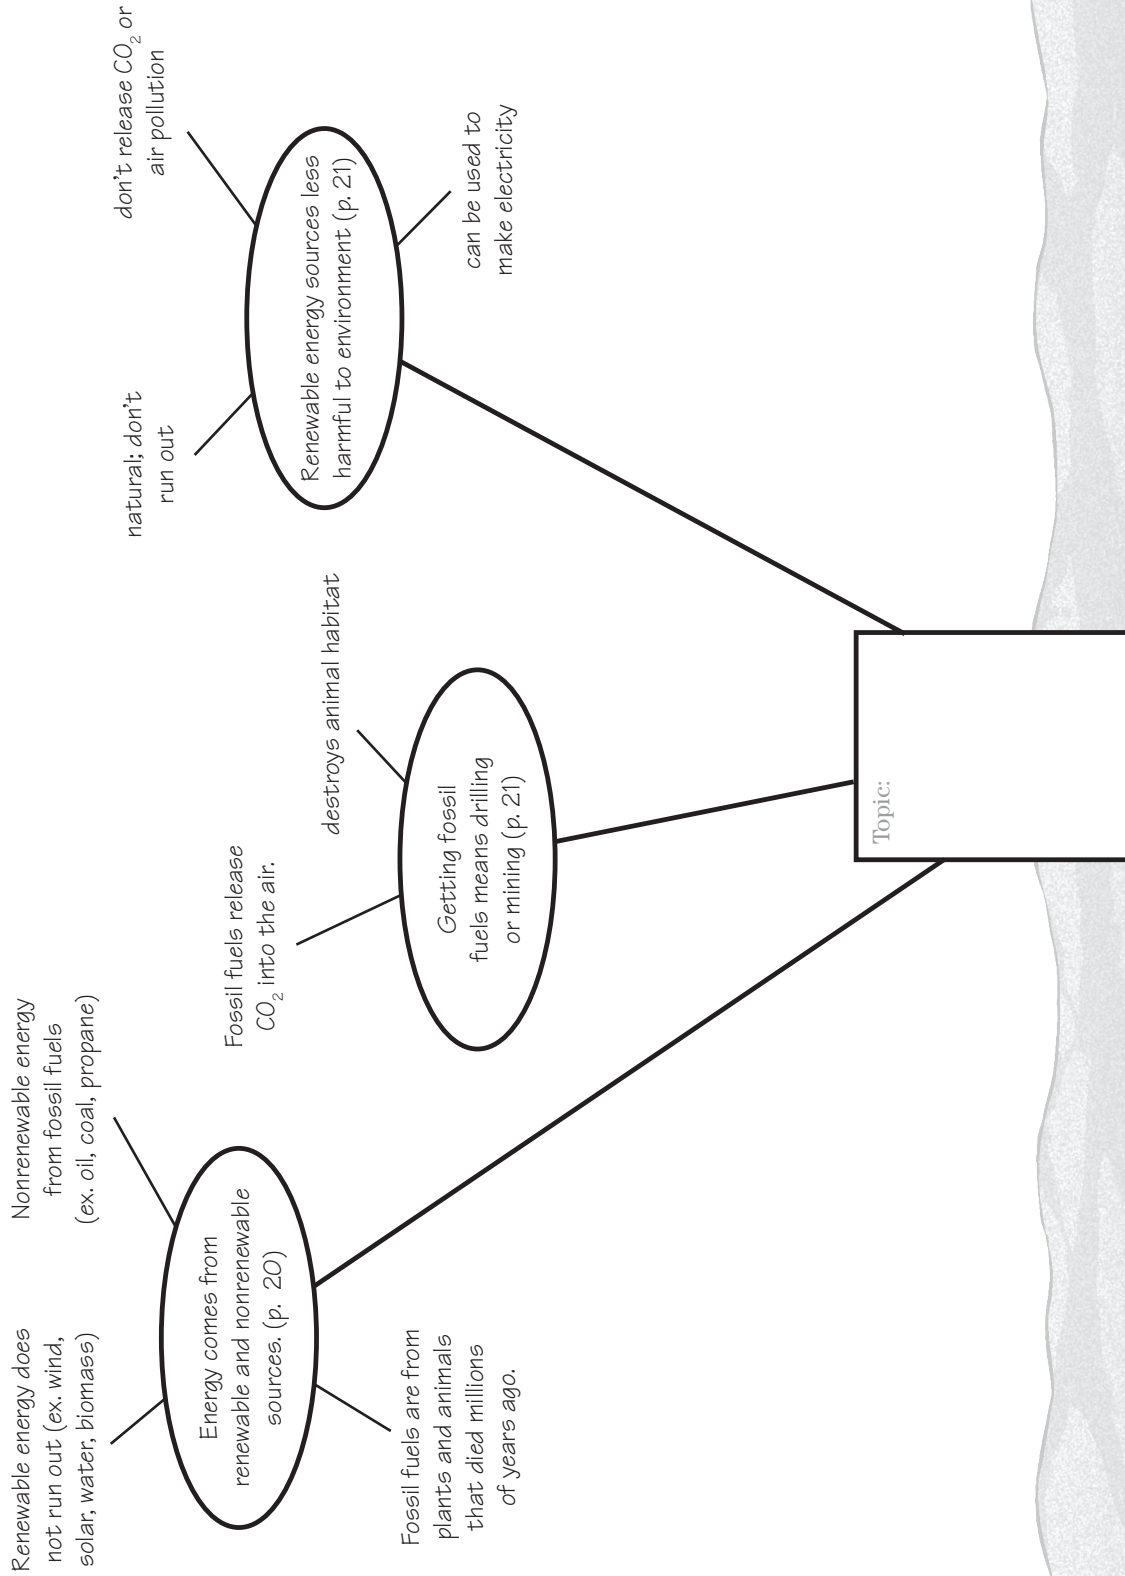 Renewable energy does
not run out (ex. wind,
solar, water, biomass)
Nonrenewable energy
from fossil fuels
(ex. oil, coal, propane)
Energy comes from
renewable and nonrenewable
sources. (p. 20)
Fossil fuels are from
plants and animals
that died millions
of years ago.
Fossil fuels release
CO₂ into the air.
destroys animal habitat
Getting fossil
fuels means drilling
or mining (p. 21)
natural; don't
run out
don't release CO₂ or
air pollution
Renewable energy sources less
harmful to environment (p. 21)
can be used to
make electricity
Topic: